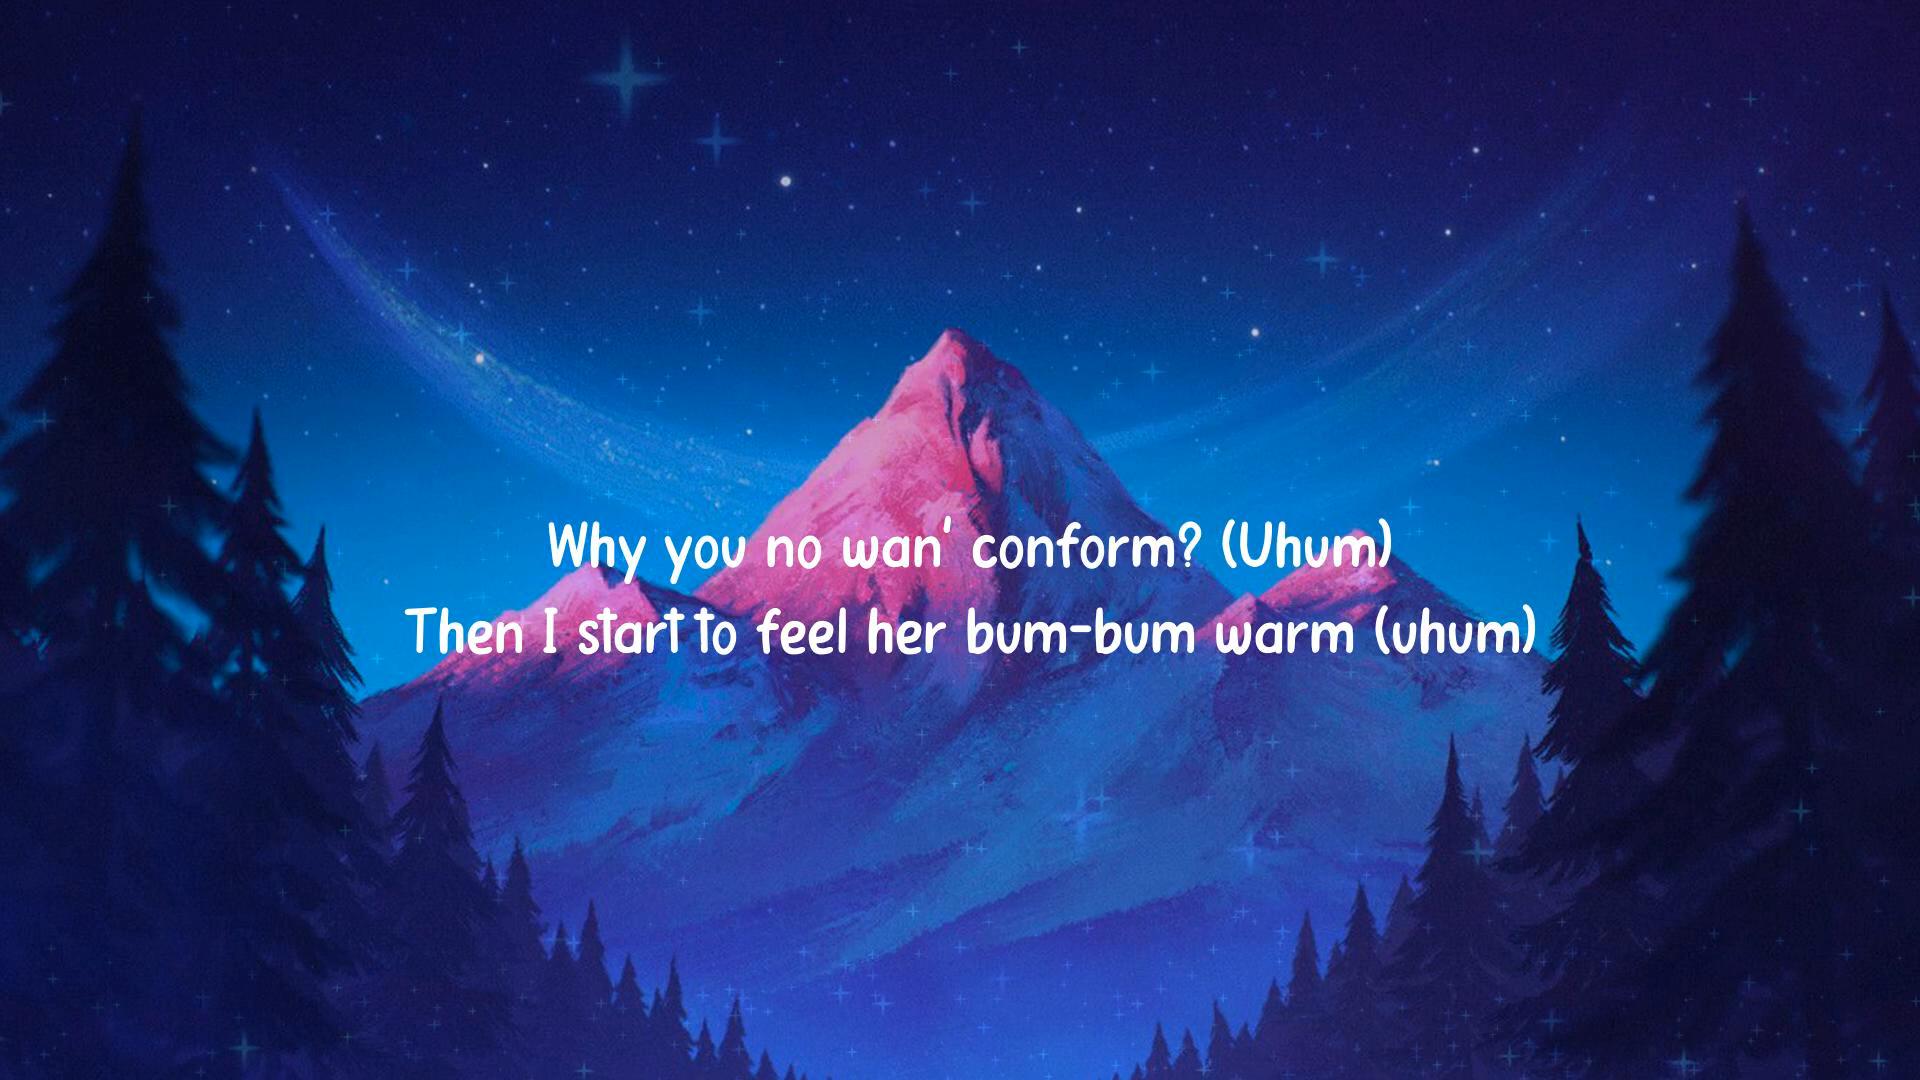 Why you no wan' conform? (Uhum)
Then I start to feel her bum-bum warm (uhum)